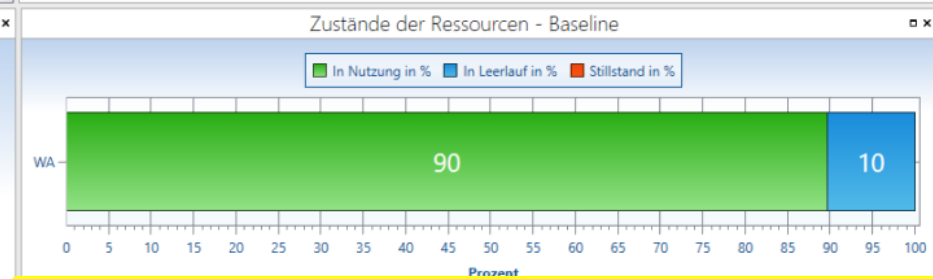 Zustände der Ressourcen - Baseline
In Nutzung in % In Leerlauf in % Stillstand in %
WA 90 10
0 5 10 15 20 25 30 35 40 45 50 55 60 65 70 75 80 85 90 95 100
Prozent